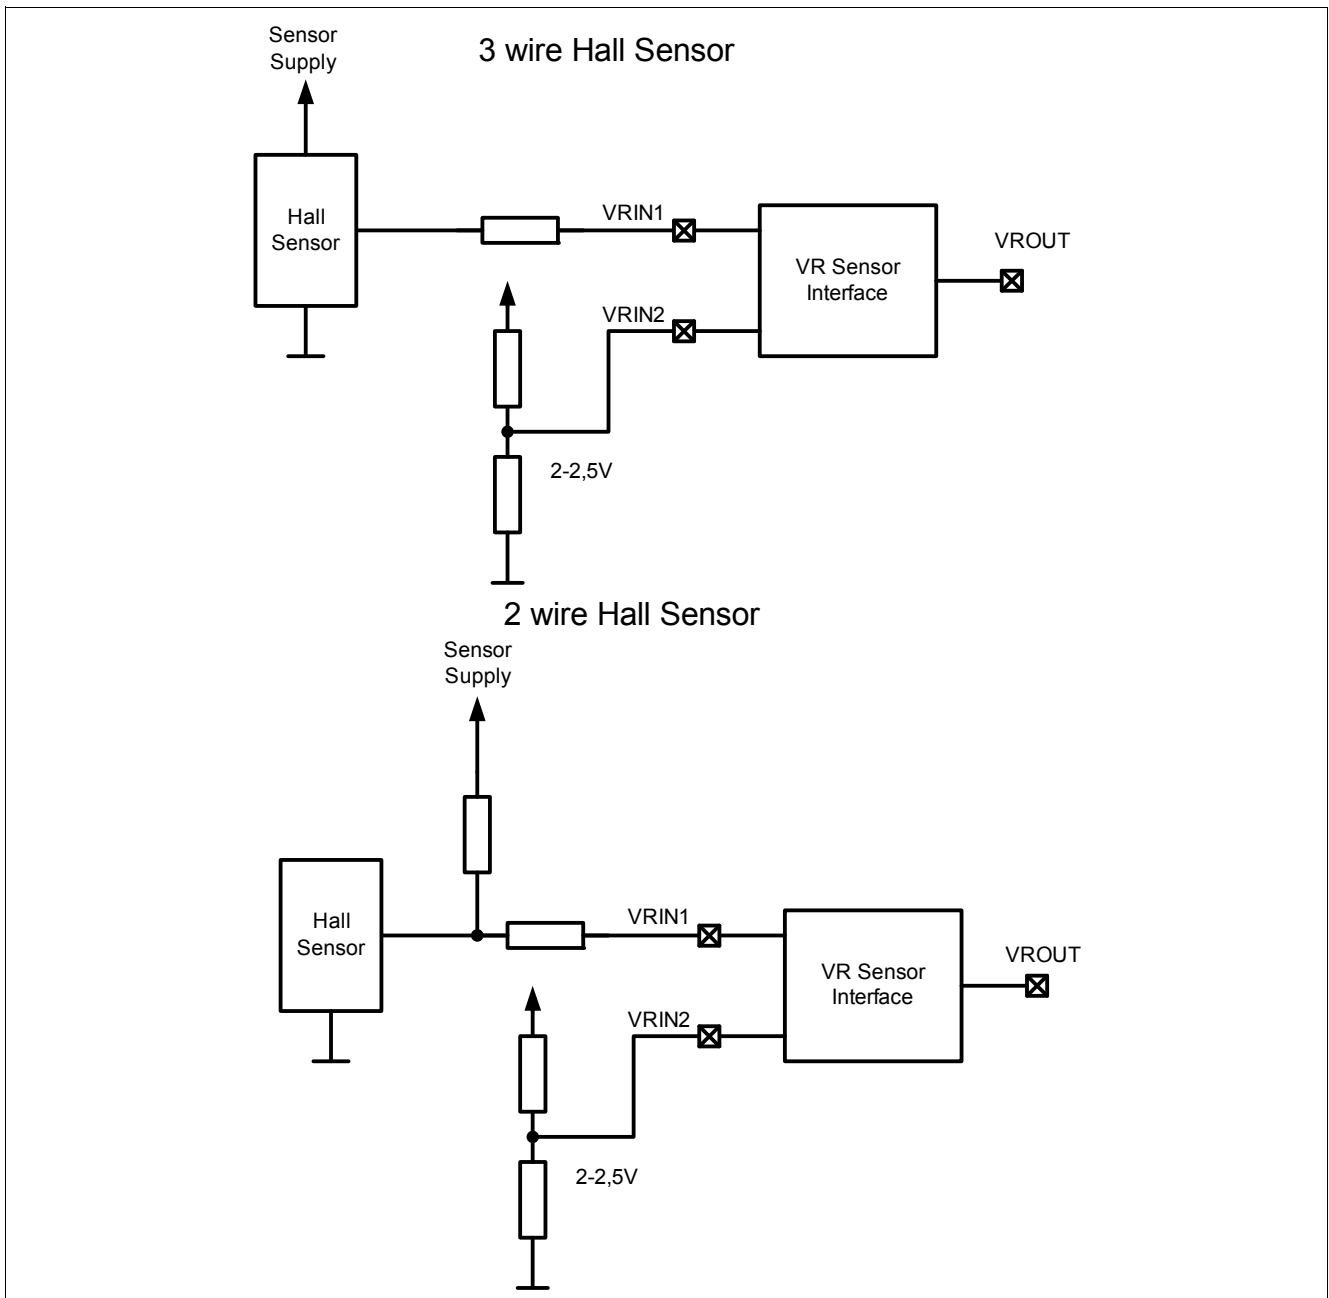 3 wire Hall Sensor
Sensor
Supply
Hall
Sensor
VRIN1
VRIN2
VR Sensor
Interface
VROUT
2-2,5V
2 wire Hall Sensor
Sensor
Supply
Hall
Sensor
VRIN1
VRIN2
VR Sensor
Interface
VROUT
2-2,5V